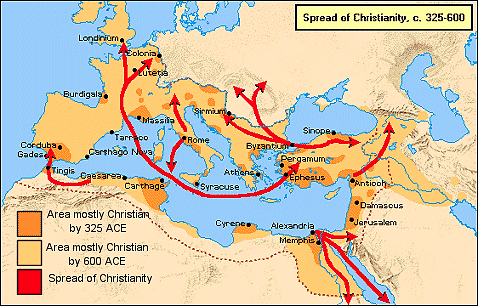 Spread of Christianity, c. 325-600
Londinium
Colonia
Lutetia
Burdigala
Sirmium
Massilia
Sinope
Tarraco
Rome
Byzantium
Corduba
Carthago Nova
Pergamum
Gades
Athens
Ephesus
Tingis
Caesarea
Carthage
Syracuse
Antioch
Damascus
Cyrene
Alexandria
Jerusalem
Memphis
Area mostly Christian
by 325 ACE
Area mostly Christian
by 600 ACE
Spread of Christianity